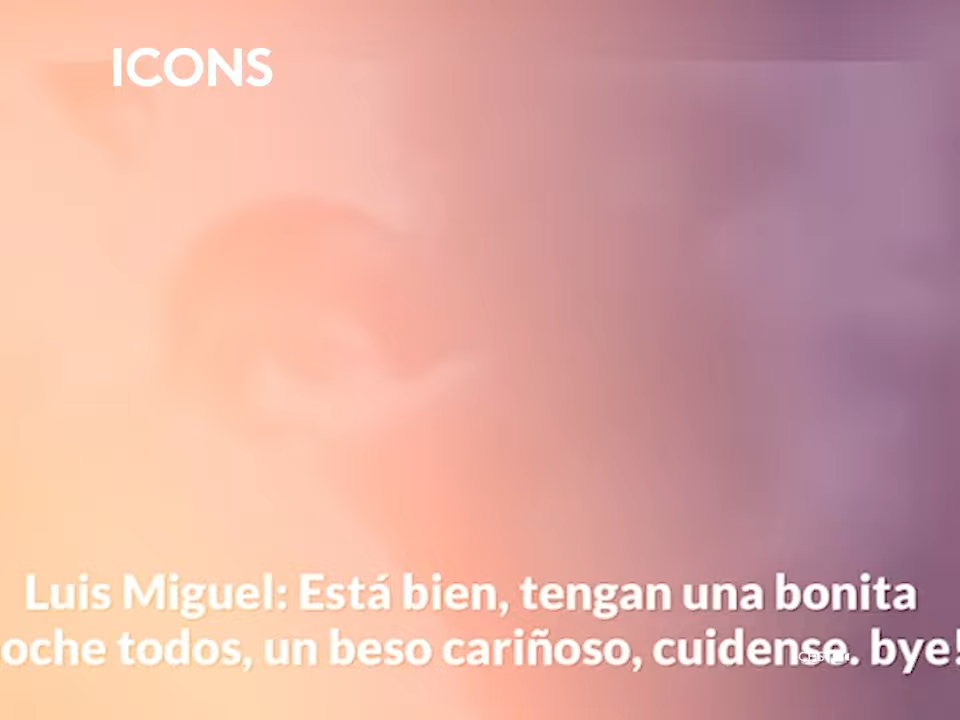 ICONS
Luis Miguel: Está bien, tengan una bonita
oche todos, un beso cariñoso, cuidense. bye!